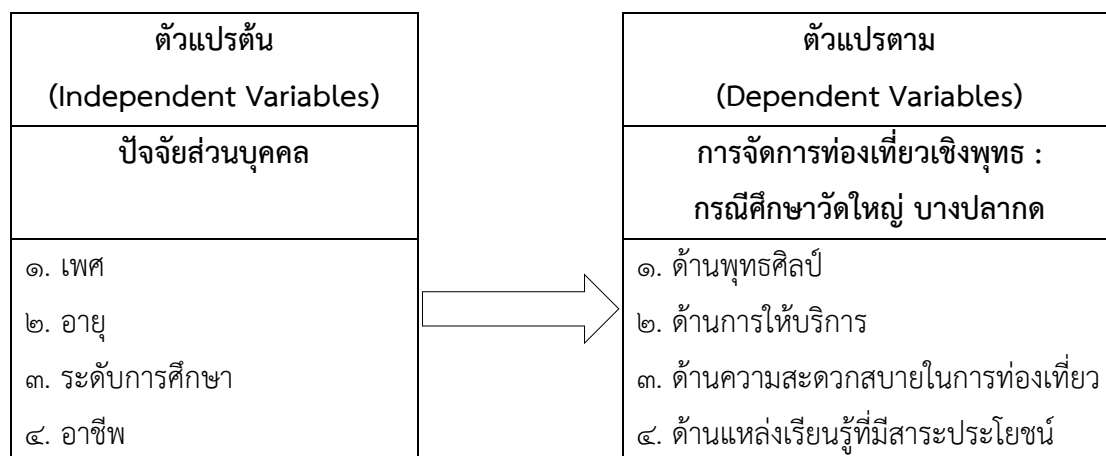 ตัวแปรต้น
(Independent Variables)
ปัจจัยส่วนบุคคล
๑. เพศ
๒. อายุ
๓. ระดับการศึกษา
๔. อาชีพ
ตัวแปรตาม
(Dependent Variables)
การจัดการท่องเที่ยวเชิงพุทธ :
กรณีศึกษาวัดใหญ่ บางปลากด
๑. ด้านพุทธศิลป์
๒. ด้านการให้บริการ
๓. ด้านความสะดวกสบายในการท่องเที่ยว
๔. ด้านแหล่งเรียนรู้ที่มีสาระประโยชน์